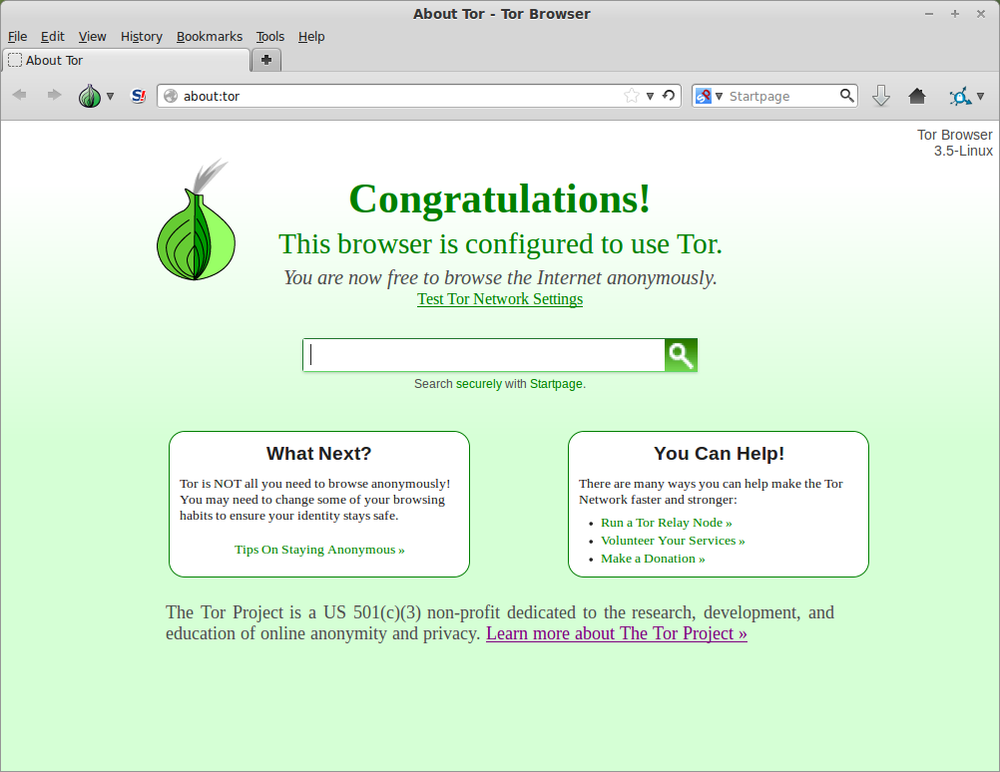 About Tor - Tor Browser
File Edit View History Bookmarks Tools Help
About Tor
S! about:tor Startpage
Tor Browser
3.5-Linux
Congratulations!
This browser is configured to use Tor.
You are now free to browse the Internet anonymously.
Test Tor Network Settings
Search securely with Startpage.
What Next?
Tor is NOT all you need to browse anonymously!
You may need to change some of your browsing
habits to ensure your identity stays safe.
Tips On Staying Anonymous »
You Can Help!
There are many ways you can help make the Tor
Network faster and stronger:
Run a Tor Relay Node »
Volunteer Your Services »
Make a Donation »
The Tor Project is a US 501(c)(3) non-profit dedicated to the research, development, and
education of online anonymity and privacy. Learn more about The Tor Project »